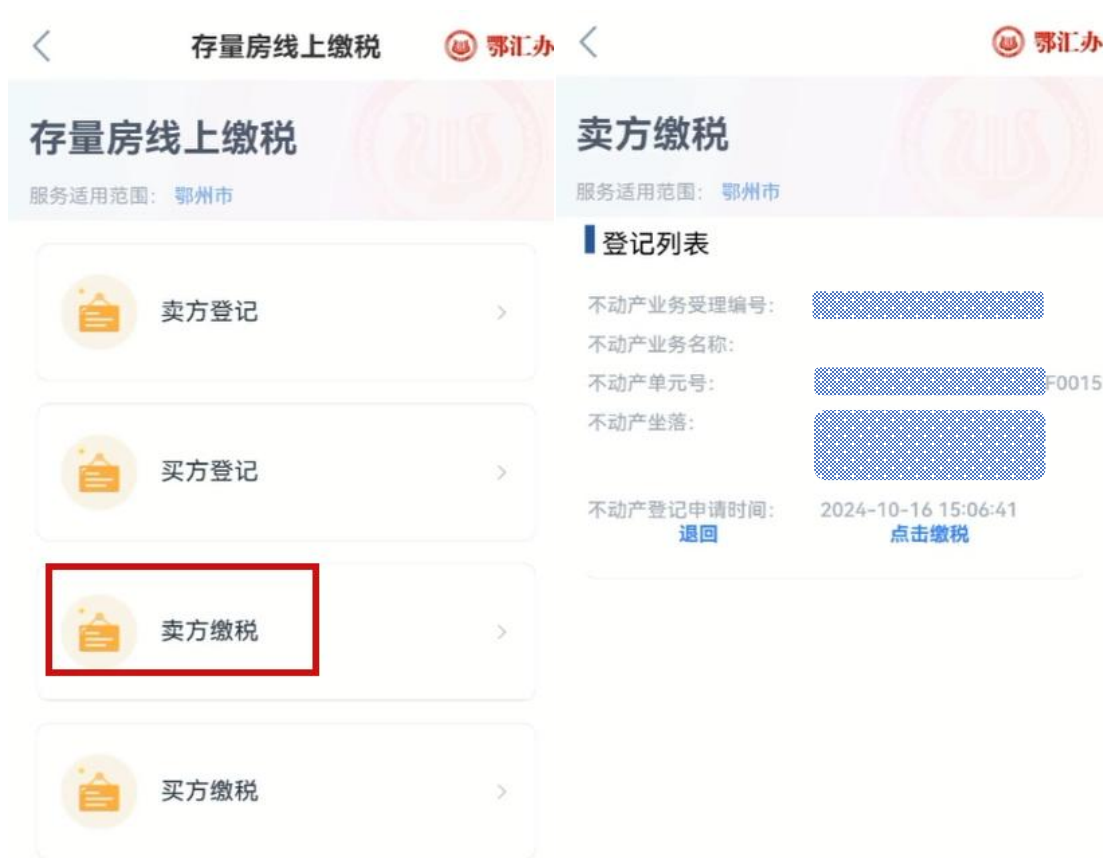 存量房线上缴税
鄂汇办
存量房线上缴税
服务适用范围: 鄂州市
卖方登记
买方登记
卖方缴税
买方缴税
鄂汇办
卖方缴税
服务适用范围: 鄂州市
登记列表
不动产业务受理编号:
不动产业务名称:
不动产单元号: F0015
不动产坐落:
不动产登记申请时间: 2024-10-16 15:06:41
退回 点击缴税